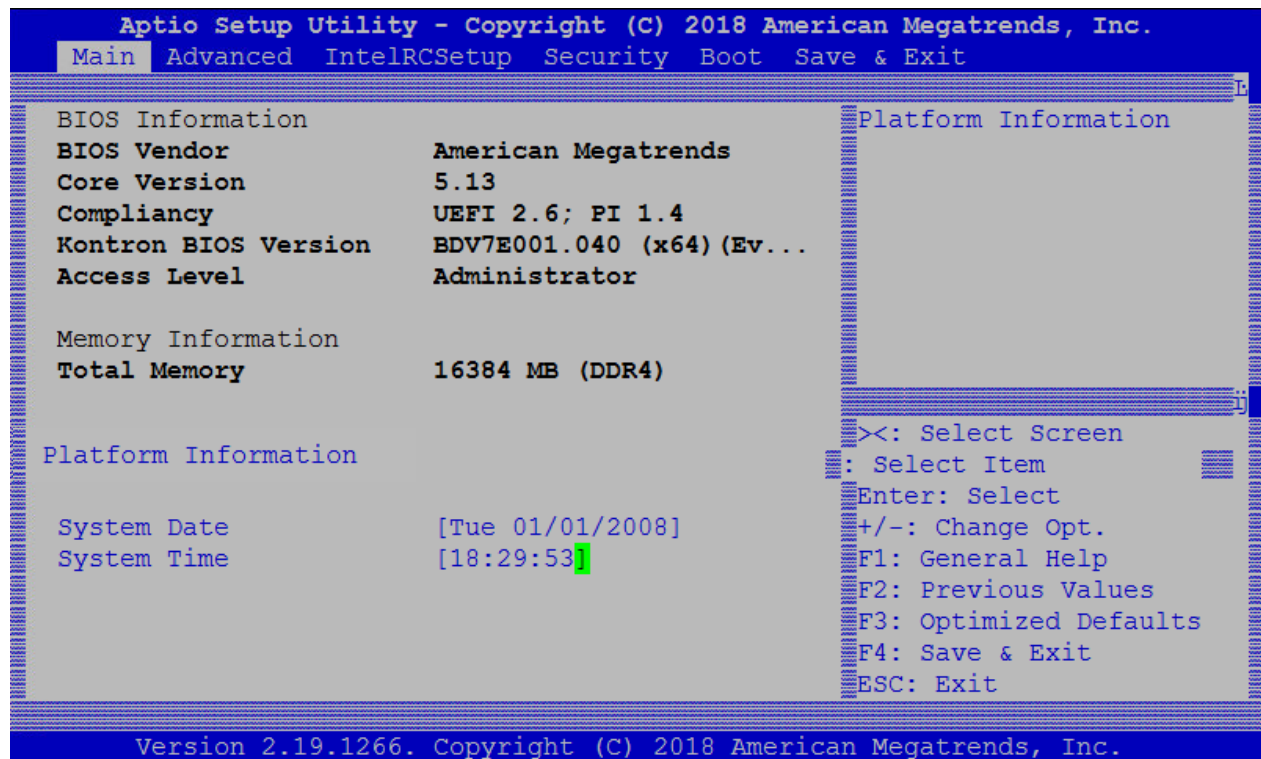 Aptio Setup Utility - Copyright (C) 2018 American Megatrends, Inc.
Main Advanced IntelRCSetup Security Boot Save & Exit
BIOS Information
BIOS Vendor American Megatrends
Core Version 5.13
Compliancy UEFI 2.6; PI 1.4
Kontron BIOS Version BDV7E001.040 (x64)(Ev...
Access Level Administrator
Memory Information
Total Memory 16384 MB (DDR4)
Platform Information
System Date [Tue 01/01/2008]
System Time [18:29:53]
Platform Information
><: Select Screen
: Select Item
Enter: Select
+/-: Change Opt.
F1: General Help
F2: Previous Values
F3: Optimized Defaults
F4: Save & Exit
ESC: Exit
Version 2.19.1266. Copyright (C) 2018 American Megatrends, Inc.